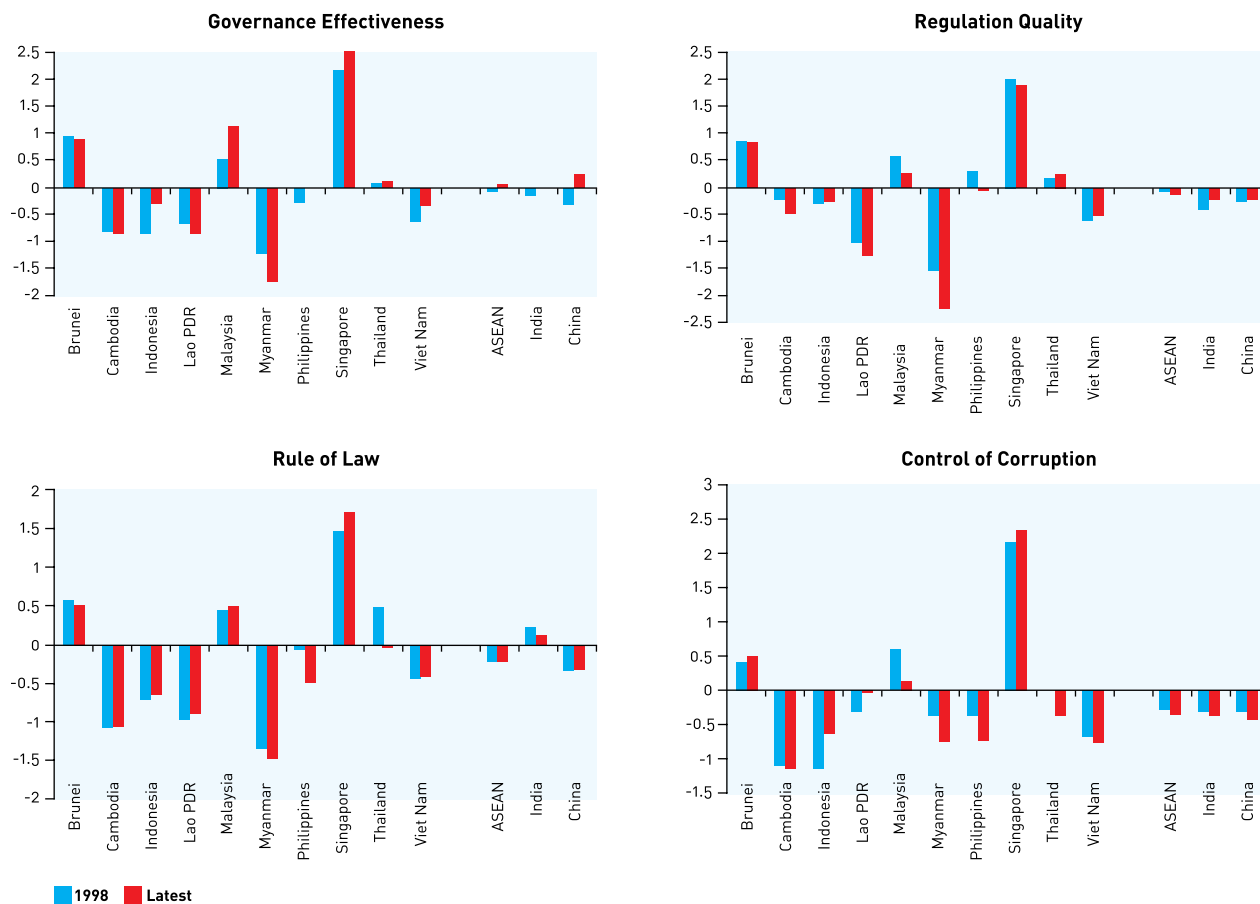 Governance Effectiveness
2.5
2
1.5
1
0.5
0
-0.5
-1
-1.5
-2
Brunei
Cambodia
Indonesia
Lao PDR
Malaysia
Myanmar
Philippines
Singapore
Thailand
Viet Nam
ASEAN
India
China
Regulation Quality
2.5
2
1.5
1
0.5
0
-0.5
-1
-1.5
-2
-2.5
Brunei
Cambodia
Indonesia
Lao PDR
Malaysia
Myanmar
Philippines
Singapore
Thailand
Viet Nam
ASEAN
India
China
Rule of Law
2
1.5
1
0.5
0
-0.5
-1
-1.5
-2
Brunei
Cambodia
Indonesia
Lao PDR
Malaysia
Myanmar
Philippines
Singapore
Thailand
Viet Nam
ASEAN
India
China
Control of Corruption
3
2.5
2
1.5
1
0.5
0
-0.5
-1
-1.5
Brunei
Cambodia
Indonesia
Lao PDR
Malaysia
Myanmar
Philippines
Singapore
Thailand
Viet Nam
ASEAN
India
China
1998
Latest